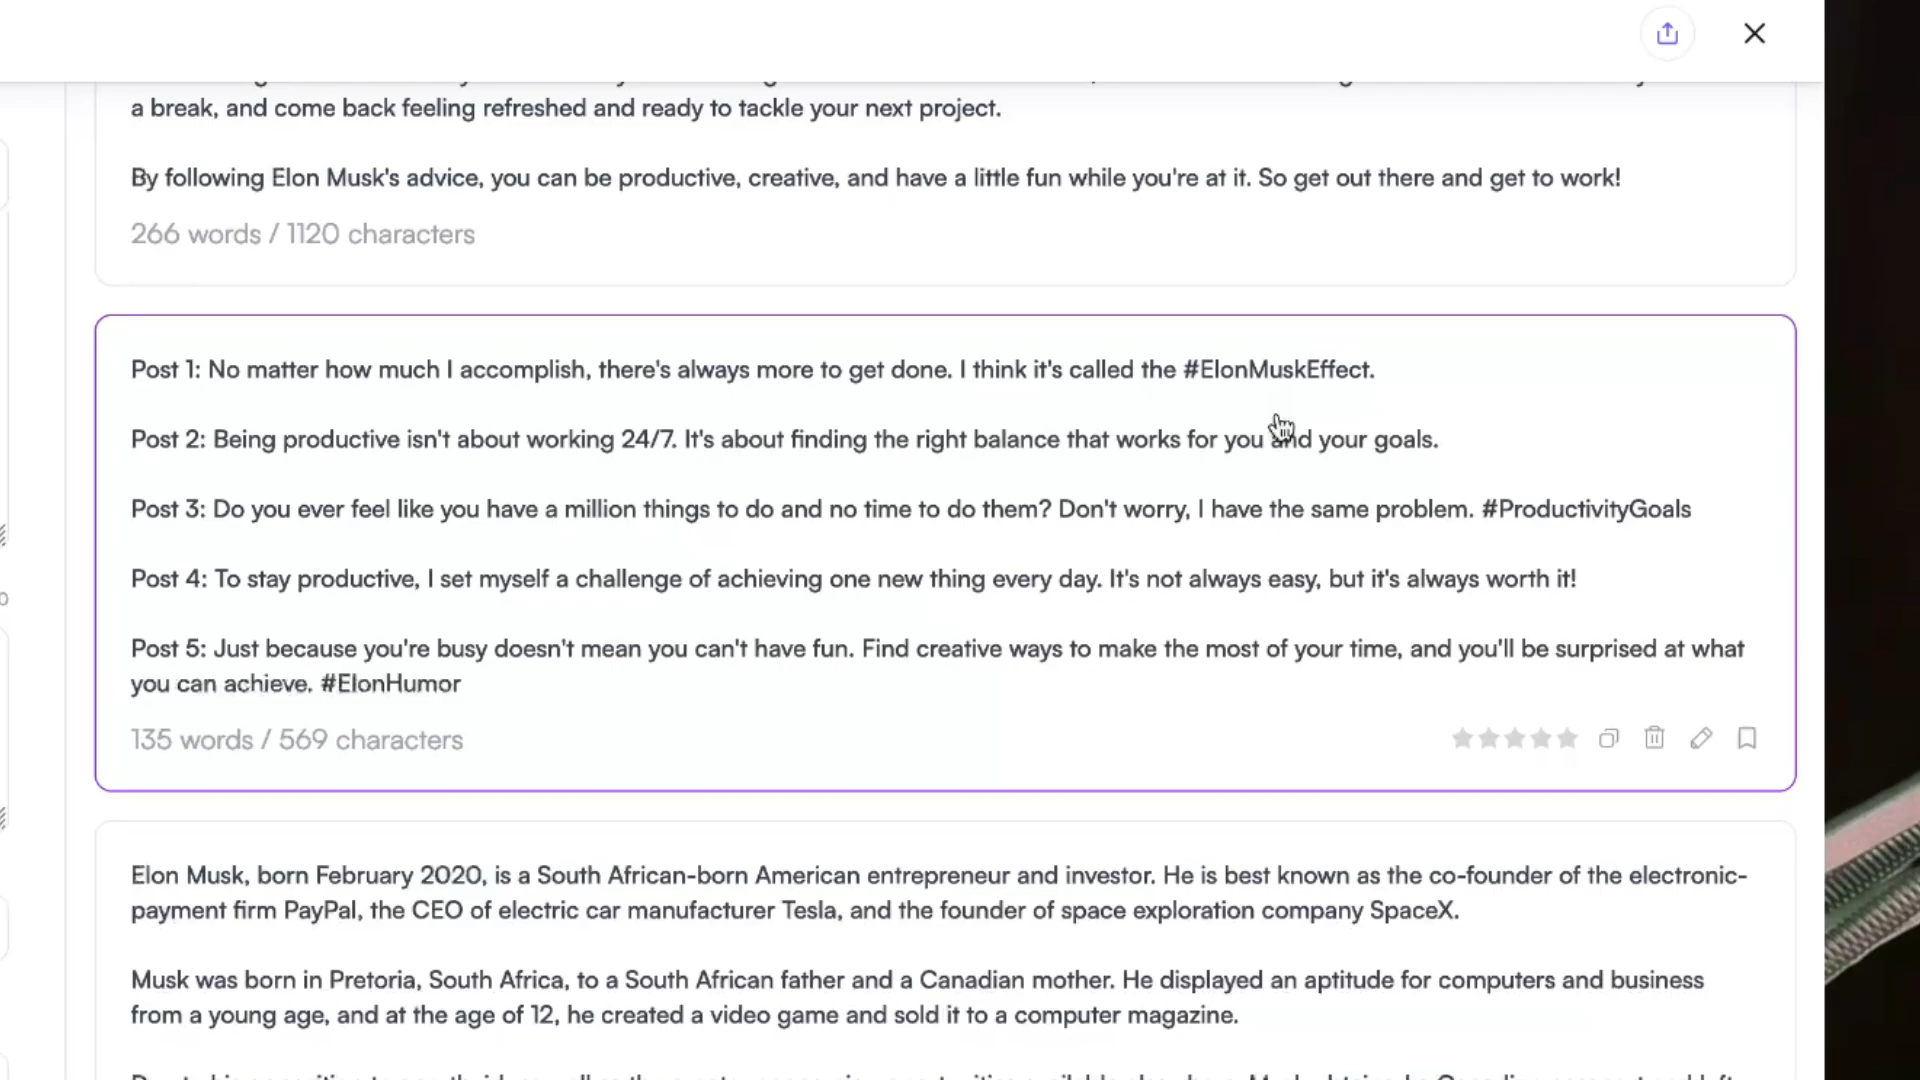 a break, and come back feeling refreshed and ready to tackle your next project.
By following Elon Musk's advice, you can be productive, creative, and have a little fun while you're at it. So get out there and get to work!
266 words / 1120 characters
Post 1: No matter how much I accomplish, there's always more to get done. I think it's called the #ElonMuskEffect.
Post 2: Being productive isn't about working 24/7. It's about finding the right balance that works for you and your goals.
Post 3: Do you ever feel like you have a million things to do and no time to do them? Don't worry, I have the same problem. #ProductivityGoals
Post 4: To stay productive, I set myself a challenge of achieving one new thing every day. It's not always easy, but it's always worth it!
Post 5: Just because you're busy doesn't mean you can't have fun. Find creative ways to make the most of your time, and you'll be surprised at what
you can achieve. #ElonHumor
135 words / 569 characters
Elon Musk, born February 2020, is a South African-born American entrepreneur and investor. He is best known as the co-founder of the electronic-
payment firm PayPal, the CEO of electric car manufacturer Tesla, and the founder of space exploration company SpaceX.
Musk was born in Pretoria, South Africa, to a South African father and a Canadian mother. He displayed an aptitude for computers and business
from a young age, and at the age of 12, he created a video game and sold it to a computer magazine.